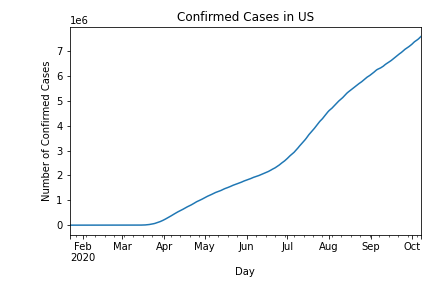 Confirmed Cases in US
1e6
7
6
5
4
3
2
1
0
Number of Confirmed Cases
Feb Mar Apr May Jun Jul Aug Sep Oct
2020
Day